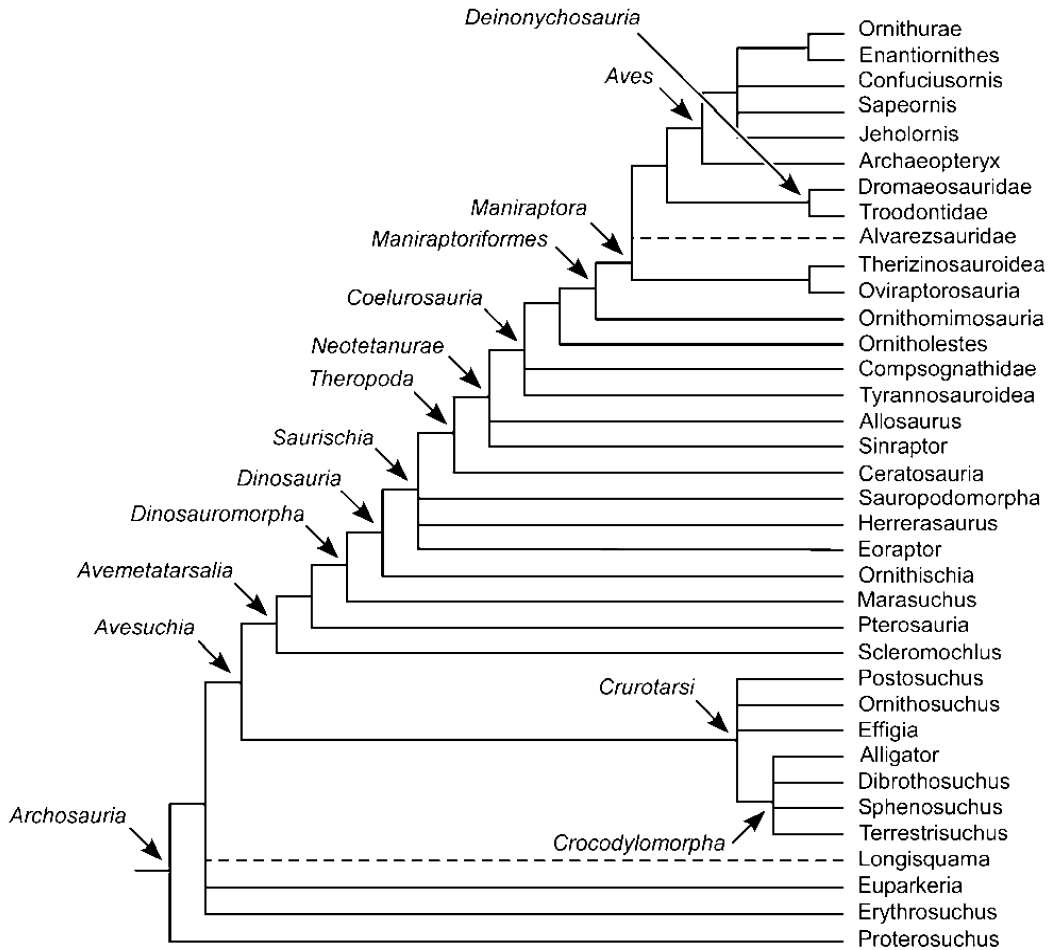 Deinonychosauria
Aves
Maniraptora
Maniraptoriformes
Coelurosauria
Neotetanurae
Theropoda
Saurischia
Dinosauria
Dinosauromorpha
Avemetatarsalia
Avesuchia
Crurotarsi
Archosauria
Crocodylomorpha
Ornithurae
Enantiornithes
Confuciusornis
Sapeornis
Jeholornis
Archaeopteryx
Dromaeosauridae
Troodontidae
Alvarezsauridae
Therizinosauroidea
Oviraptorosauria
Ornithomimosauria
Ornitholestes
Compsognathidae
Tyrannosauroidea
Allosaurus
Sinraptor
Ceratosauria
Sauropodomorpha
Herrerasaurus
Eoraptor
Ornithischia
Marasuchus
Pterosauria
Scleromochlus
Postosuchus
Ornithosuchus
Effigia
Alligator
Dibrothosuchus
Sphenosuchus
Terrestrisuchus
Longisquama
Euparkeria
Erythrosuchus
Proterosuchus